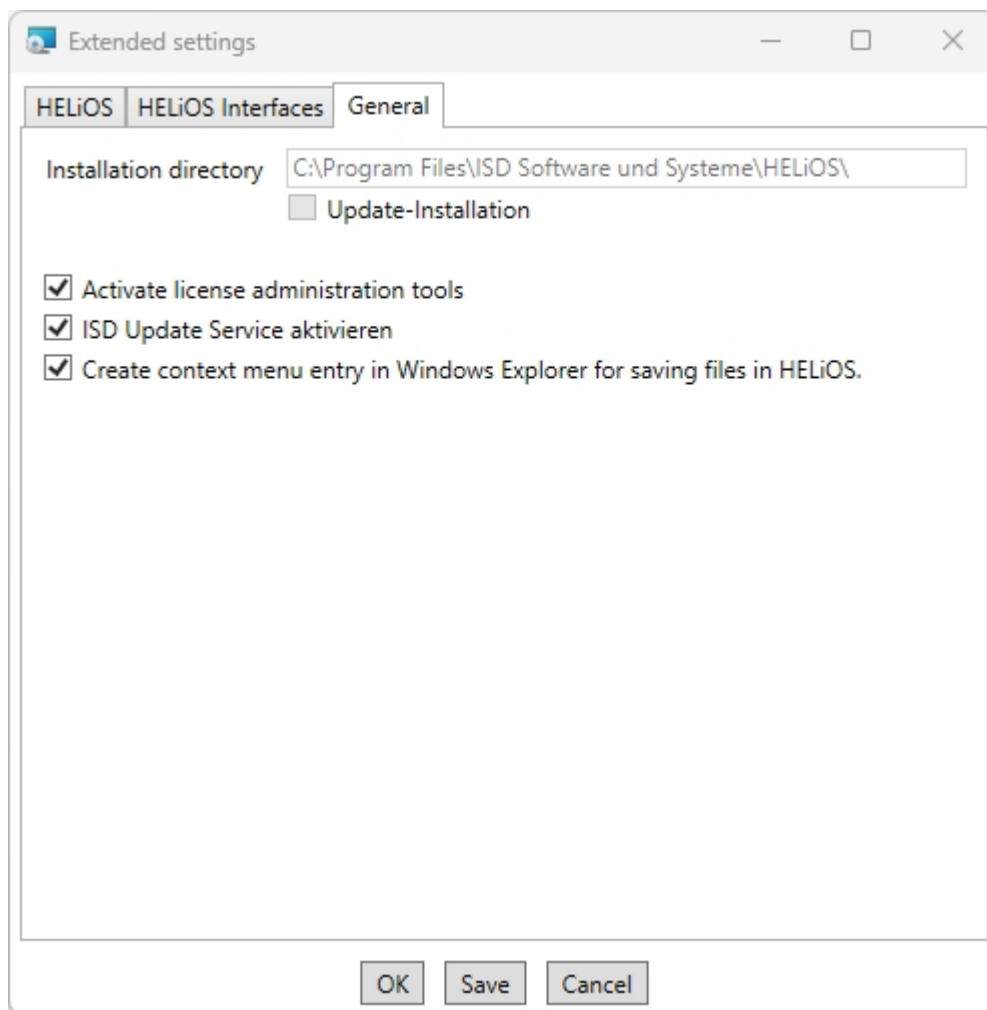 Extended settings
HELiOS HELiOS Interfaces General
Installation directory C:\Program Files\ISD Software und Systeme\HELiOS\
Update-Installation
Activate license administration tools
ISD Update Service aktivieren
Create context menu entry in Windows Explorer for saving files in HELiOS.
OK Save Cancel